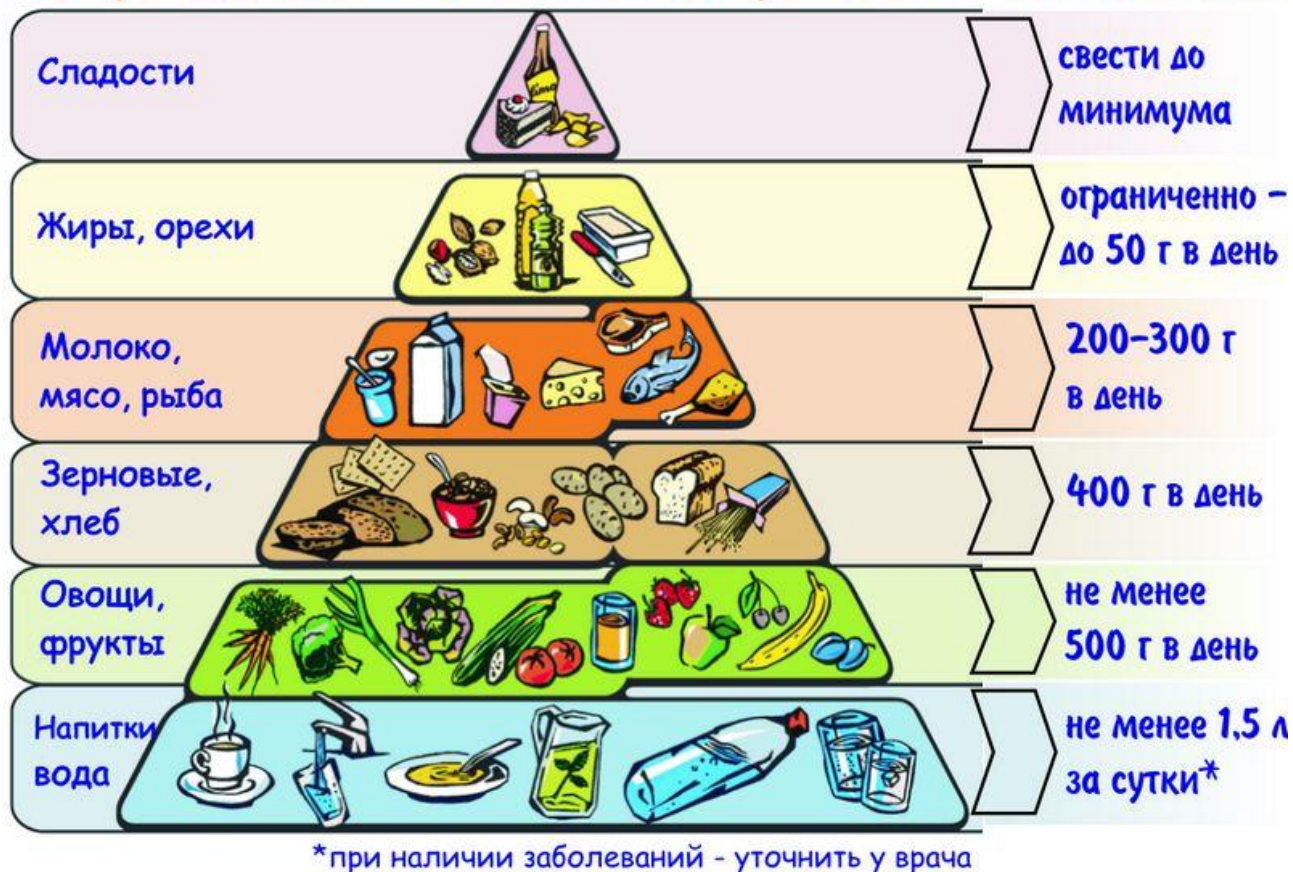 Сладости
свести до
минимума
Жиры, орехи
ограниченно –
до 50 г в день
Молоко,
мясо, рыба
200–300 г
в день
Зерновые,
хлеб
400 г в день
Овощи,
фрукты
не менее
500 г в день
Напитки
вода
не менее 1,5 л
за сутки*
*при наличии заболеваний - уточнить у врача